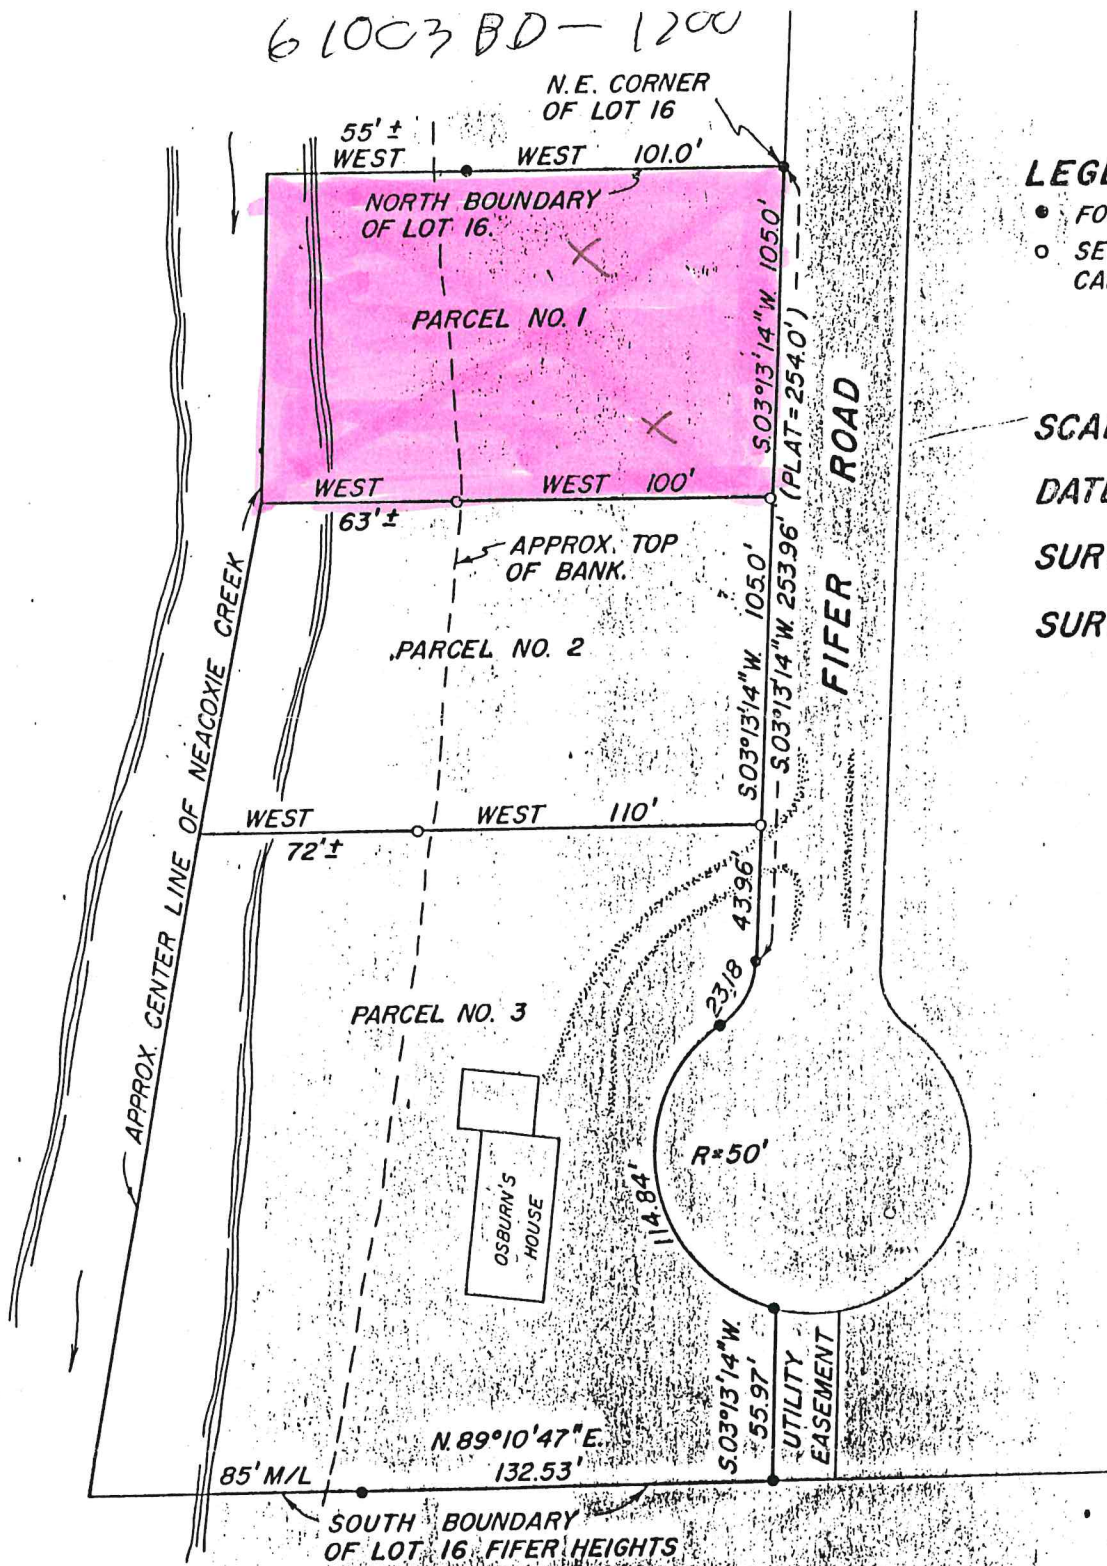 61003BD-1200
N.E. CORNER
OF LOT 16
55' ±
WEST
WEST 101.0'
NORTH BOUNDARY
OF LOT 16.
PARCEL NO. 1
S.03°13'14"W. 105.0'
(PLAT = 254.0')
S.03°13'14"W. 253.96'
FIFER ROAD
WEST
63' ±
WEST 100'
APPROX. TOP
OF BANK.
PARCEL NO. 2
S.03°13'14"W. 105.0'
APPROX. CENTER LINE OF NEACOXIE CREEK
WEST
72' ±
WEST 110'
43.96'
23.18
PARCEL NO. 3
OSBURN'S
HOUSE
R=50'
114.84'
S.03°13'14"W.
55.97'
UTILITY
EASEMENT
N.89°10'47"E.
132.53'
85' M/L
SOUTH BOUNDARY
OF LOT 16 FIFER HEIGHTS
LEGE
FO
SE
CA
SCA
DAT
SUR
SUR